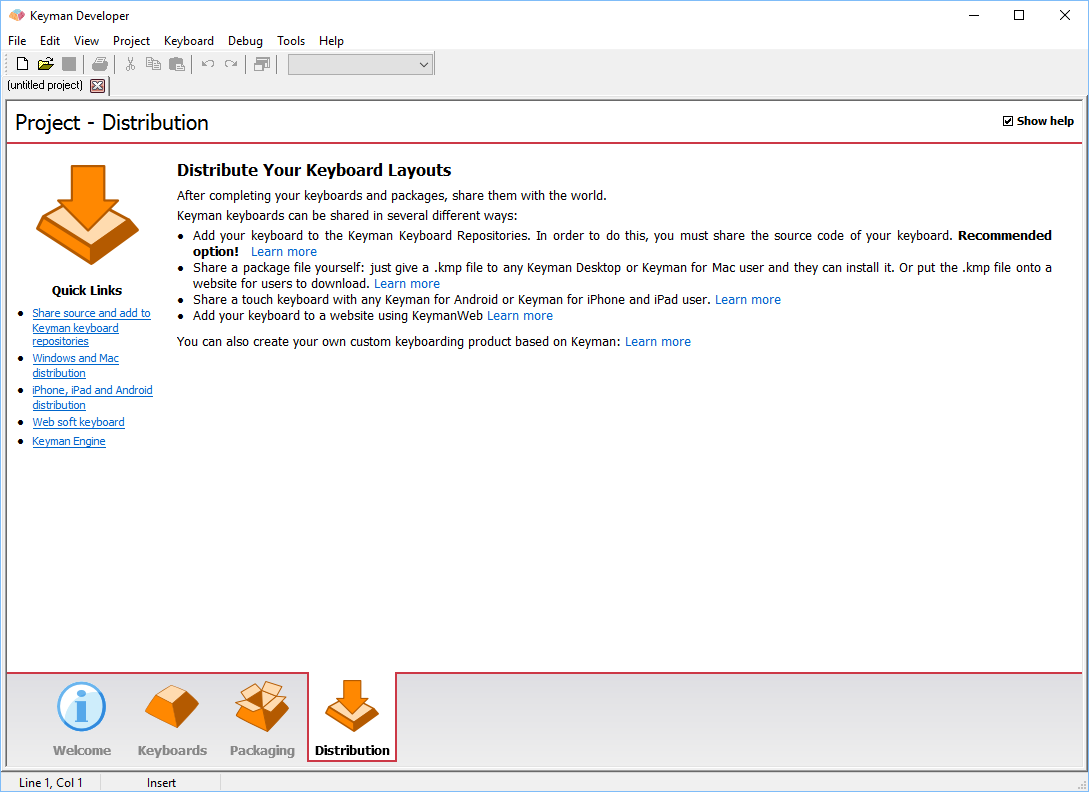 Keyman Developer
File Edit View Project Keyboard Debug Tools Help
(untitled project)
Project - Distribution
Show help
Distribute Your Keyboard Layouts
After completing your keyboards and packages, share them with the world.
Keyman keyboards can be shared in several different ways:
• Add your keyboard to the Keyman Keyboard Repositories. In order to do this, you must share the source code of your keyboard. Recommended
option! Learn more
• Share a package file yourself: just give a .kmp file to any Keyman Desktop or Keyman for Mac user and they can install it. Or put the .kmp file onto a
website for users to download. Learn more
• Share a touch keyboard with any Keyman for Android or Keyman for iPhone and iPad user. Learn more
• Add your keyboard to a website using KeymanWeb Learn more
You can also create your own custom keyboarding product based on Keyman: Learn more
Quick Links
• Share source and add to
Keyman keyboard
repositories
• Windows and Mac
distribution
• iPhone, iPad and Android
distribution
• Web soft keyboard
• Keyman Engine
Welcome Keyboards Packaging Distribution
Line 1, Col 1 Insert